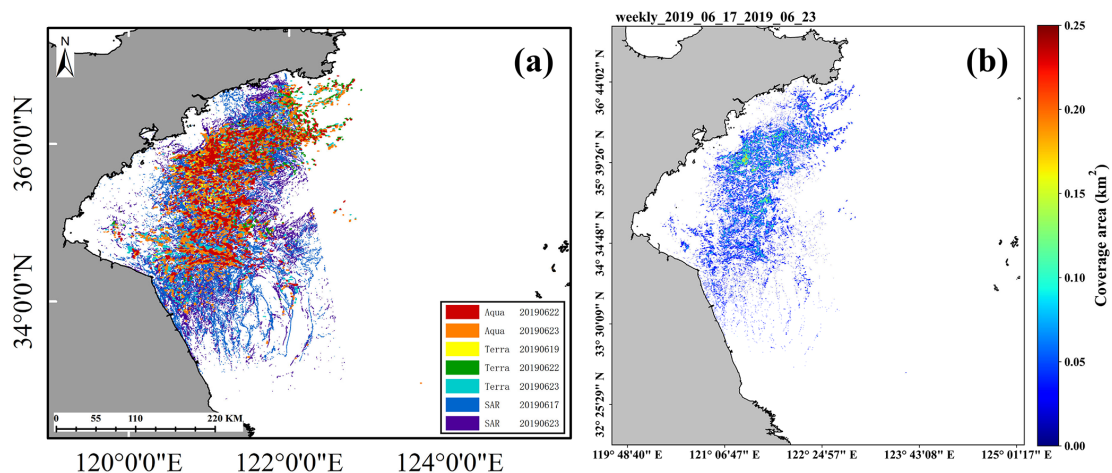 N
(a)
36°0'0"N
34°0'0"N
Aqua 20190622
Aqua 20190623
Terra 20190619
Terra 20190622
Terra 20190623
SAR 20190617
SAR 20190623
0 55 110 220 KM
120°0'0"E 122°0'0"E 124°0'0"E
weekly_2019_06_17_2019_06_23
(b)
36° 44'02" N
35° 39'26" N
34° 34'48" N
33° 30'09" N
32° 25'29" N
119° 48'40" E 121° 06'47" E 122° 24'57" E 123° 43'08" E 125° 01'17" E
0.25
0.20
0.15
0.10
0.05
0.00
Coverage area (km²)